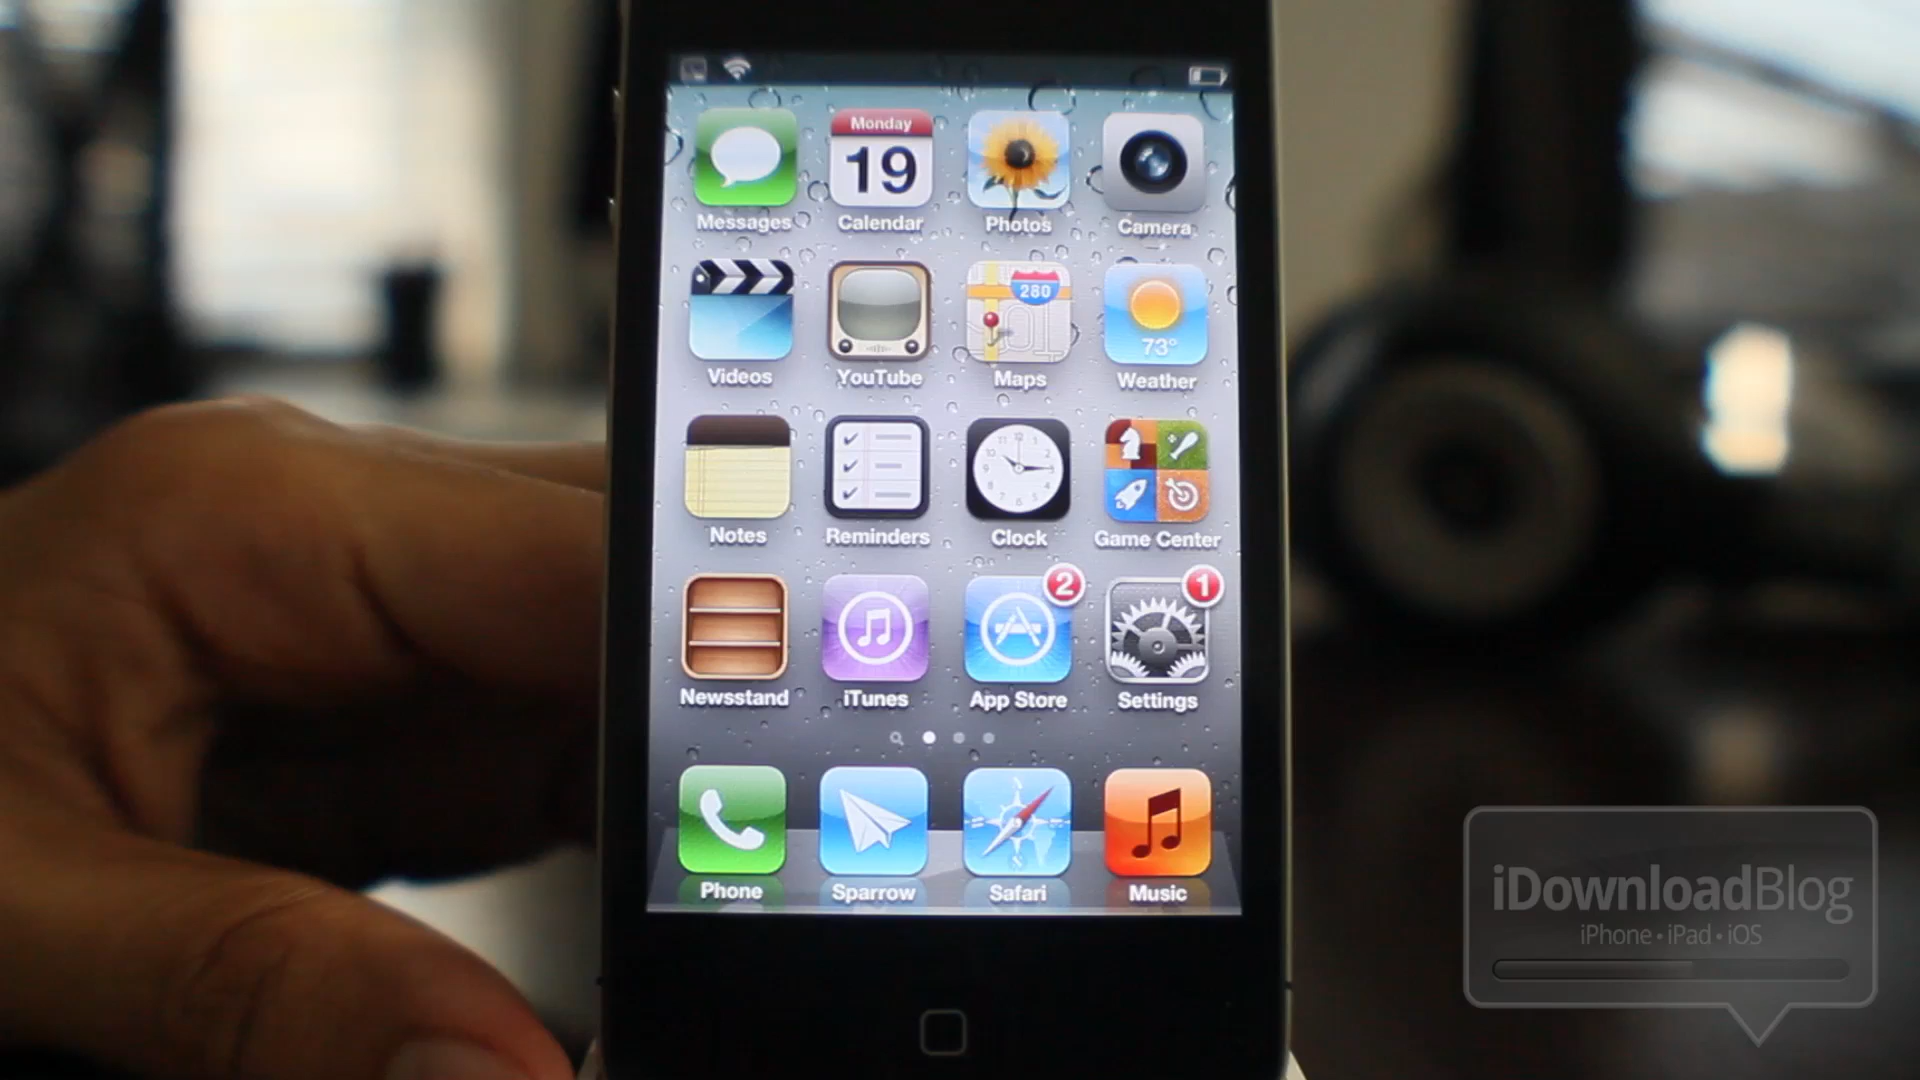 Monday
19
Messages
Calendar
Photos
Camera
280
73°
Videos
YouTube
Maps
Weather
Notes
Reminders
Clock
Game Center
2
1
Newsstand
iTunes
App Store
Settings
Phone
Sparrow
Safari
Music
iDownloadBlog
iPhone • iPad • iOS